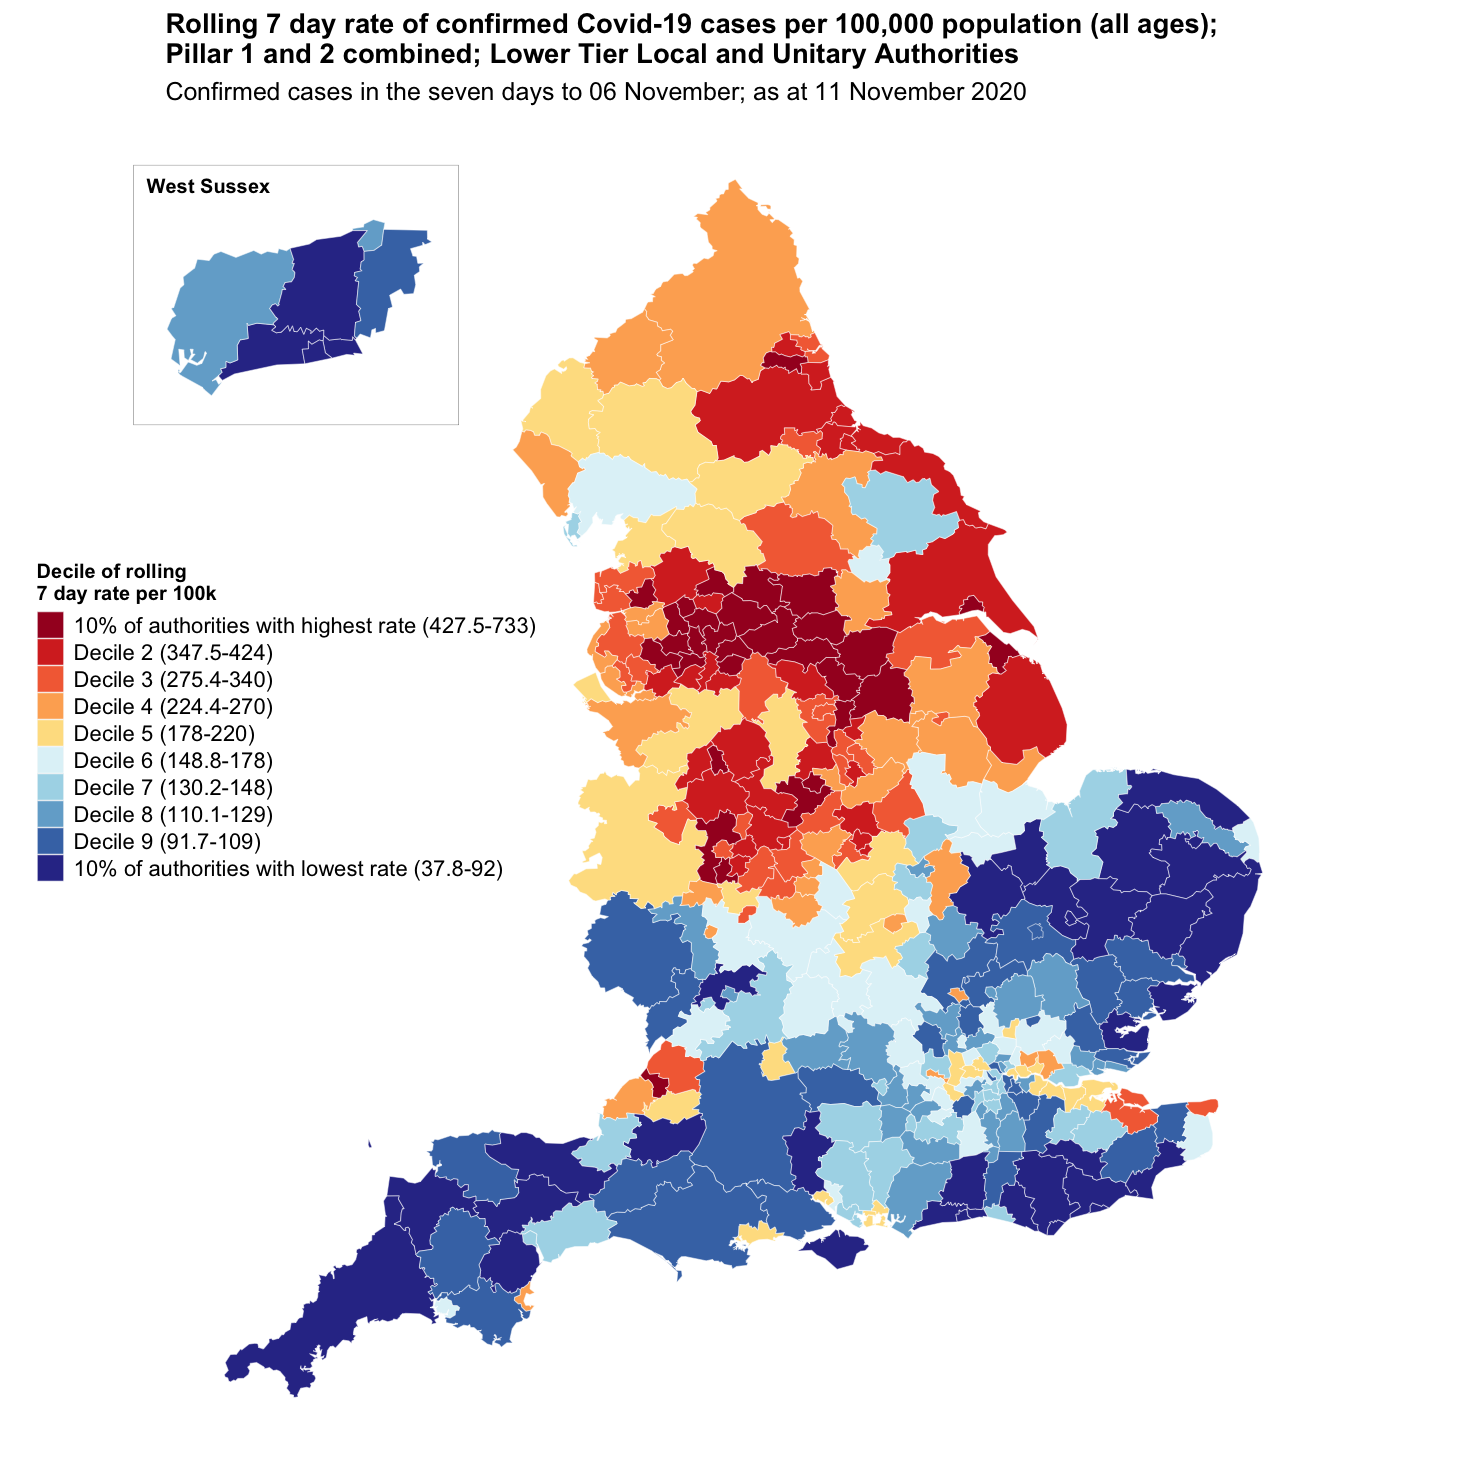 Rolling 7 day rate of confirmed Covid-19 cases per 100,000 population (all ages);
Pillar 1 and 2 combined; Lower Tier Local and Unitary Authorities
Confirmed cases in the seven days to 06 November; as at 11 November 2020
West Sussex
Decile of rolling
7 day rate per 100k
10% of authorities with highest rate (427.5-733)
Decile 2 (347.5-424)
Decile 3 (275.4-340)
Decile 4 (224.4-270)
Decile 5 (178-220)
Decile 6 (148.8-178)
Decile 7 (130.2-148)
Decile 8 (110.1-129)
Decile 9 (91.7-109)
10% of authorities with lowest rate (37.8-92)